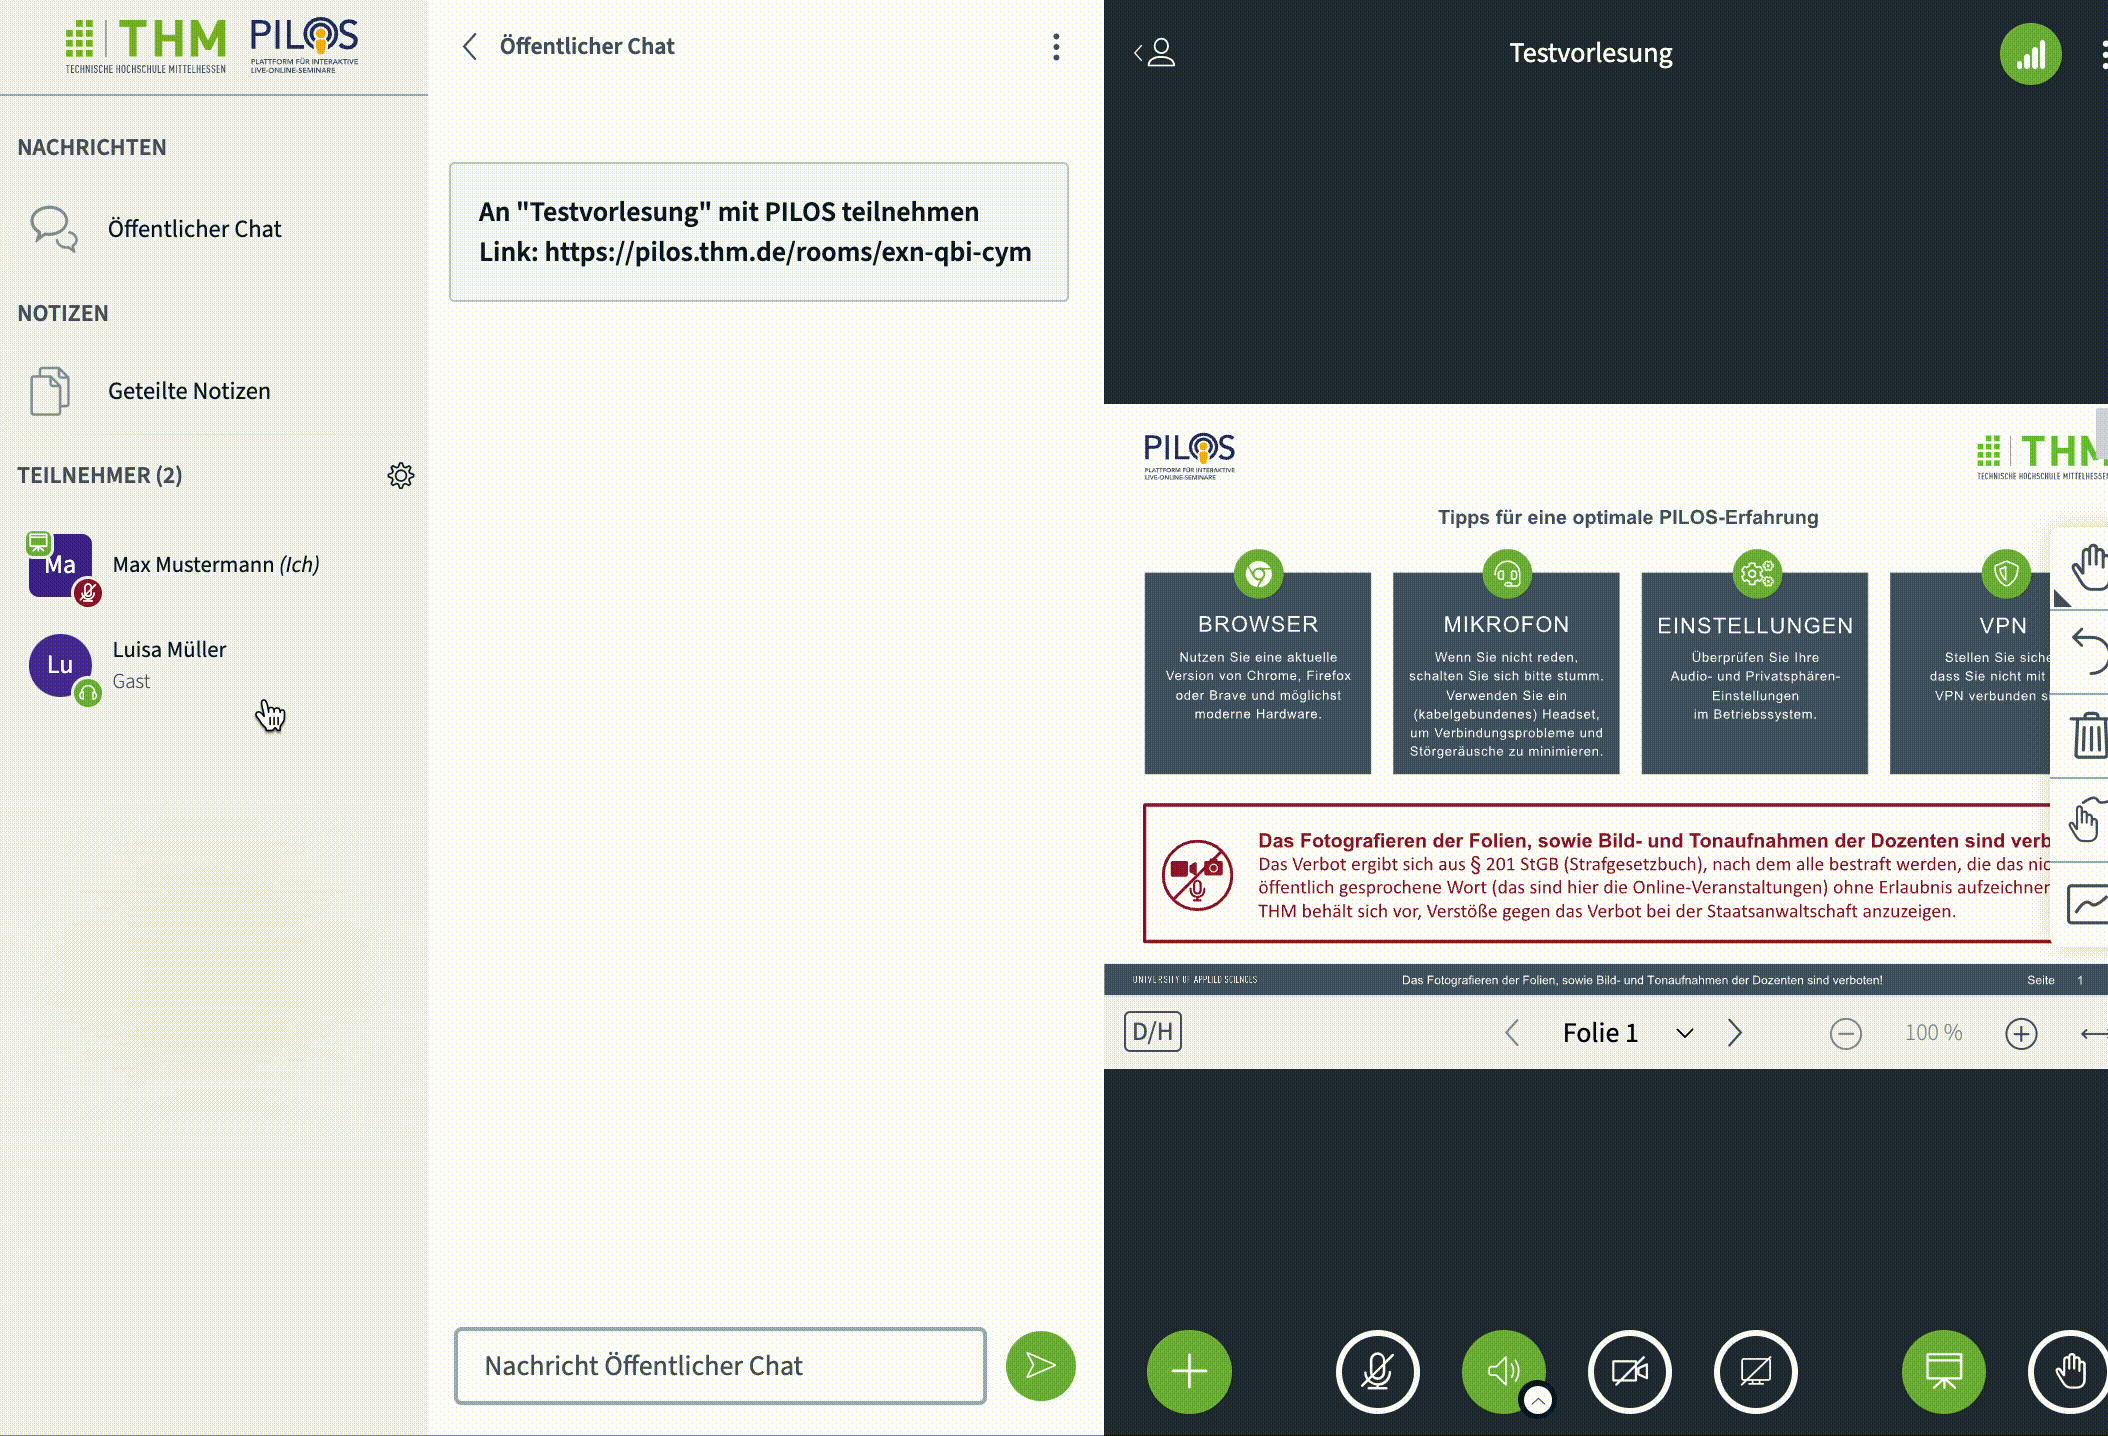 THM
TECHNISCHE HOCHSCHULE MITTELHESSEN
PILOS
PLATTFORM FÜR INTERAKTIVE
LIVE-ONLINE-SEMINARE
NACHRICHTEN
Öffentlicher Chat
NOTIZEN
Geteilte Notizen
TEILNEHMER (2)
Ma
Max Mustermann (Ich)
Lu
Luisa Müller
Gast
Öffentlicher Chat
An "Testvorlesung" mit PILOS teilnehmen
Link: https://pilos.thm.de/rooms/exn-qbi-cym
Nachricht Öffentlicher Chat
Testvorlesung
PILOS
PLATTFORM FÜR INTERAKTIVE
LIVE-ONLINE-SEMINARE
THM
TECHNISCHE HOCHSCHULE MITTELHESSEN
Tipps für eine optimale PILOS-Erfahrung
BROWSER
Nutzen Sie eine aktuelle
Version von Chrome, Firefox
oder Brave und möglichst
moderne Hardware.
MIKROFON
Wenn Sie nicht reden,
schalten Sie sich bitte stumm.
Verwenden Sie ein
(kabelgebundenes) Headset,
um Verbindungsprobleme und
Störgeräusche zu minimieren.
EINSTELLUNGEN
Überprüfen Sie Ihre
Audio- und Privatsphären-
Einstellungen
im Betriebssystem.
VPN
Stellen Sie siche
dass Sie nicht mit
VPN verbunden s
Das Fotografieren der Folien, sowie Bild- und Tonaufnahmen der Dozenten sind verb
Das Verbot ergibt sich aus § 201 StGB (Strafgesetzbuch), nach dem alle bestraft werden, die das nic
öffentlich gesprochene Wort (das sind hier die Online-Veranstaltungen) ohne Erlaubnis aufzeichner
THM behält sich vor, Verstöße gegen das Verbot bei der Staatsanwaltschaft anzuzeigen.
UNIVERSITY OF APPLIED SCIENCES
Das Fotografieren der Folien, sowie Bild- und Tonaufnahmen der Dozenten sind verboten!
Seite 1
D/H
Folie 1
100 %